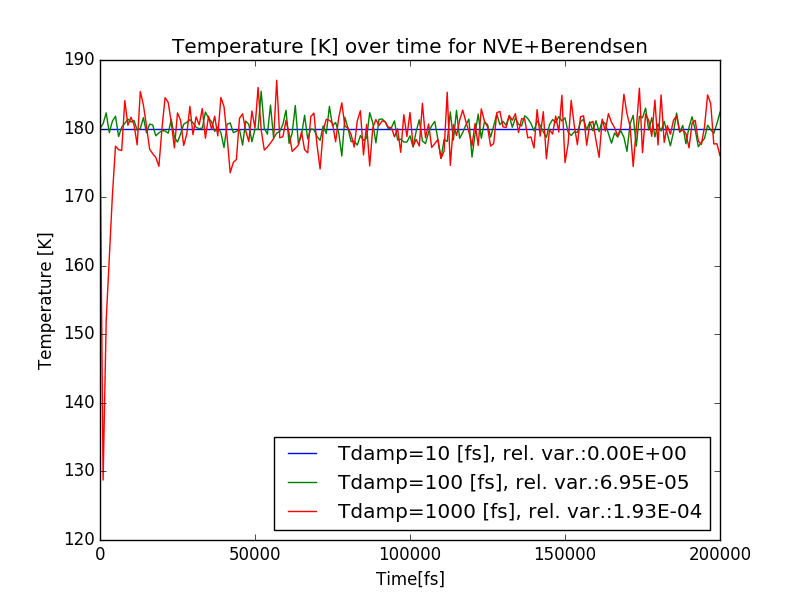 Temperature [K] over time for NVE+Berendsen
190
180
170
160
150
140
130
120
Temperature [K]
Tdamp=10 [fs], rel. var.:0.00E+00
Tdamp=100 [fs], rel. var.:6.95E-05
Tdamp=1000 [fs], rel. var.:1.93E-04
0 50000 100000 150000 200000
Time[fs]